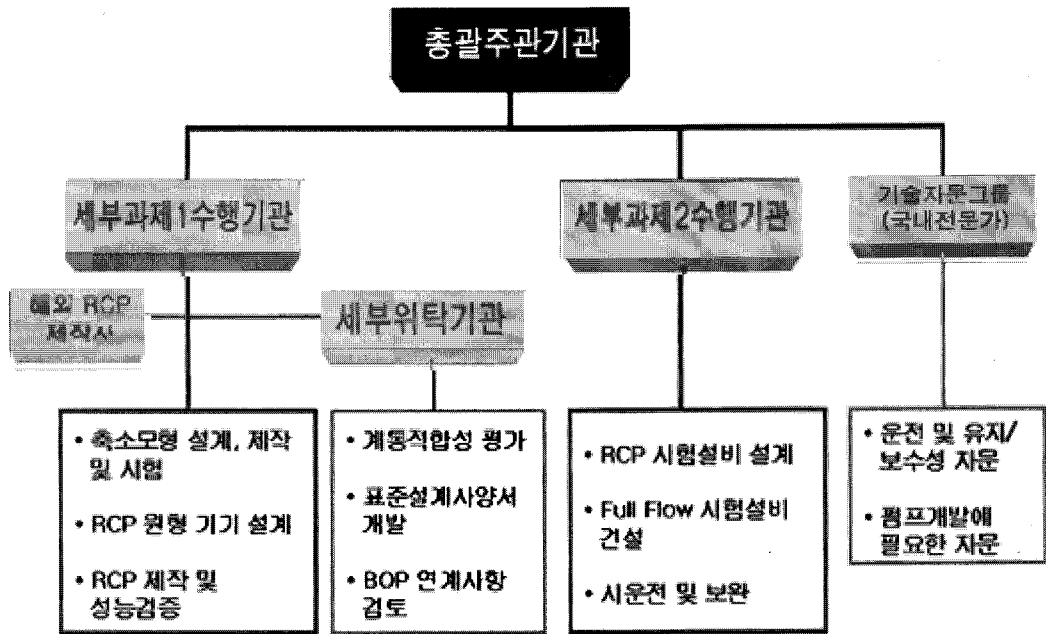 총괄주관기관
세부과제1수행기관
세부과제2수행기관
기술자문그룹
(국내전문가)
해외 RCP
제작사
세부위탁기관
• 축소모형 설계, 제작
및 시험
• RCP 원형 기기 설계
• RCP 제작 및
성능검증
• 계통적합성 평가
• 표준설계사양서
개발
• BOP 연계사항
검토
• RCP 시험설비 설계
• Full Flow 시험설비
건설
• 시운전 및 보완
• 운전 및 유지/
보수성 자문
• 펌프개발에
필요한 자문